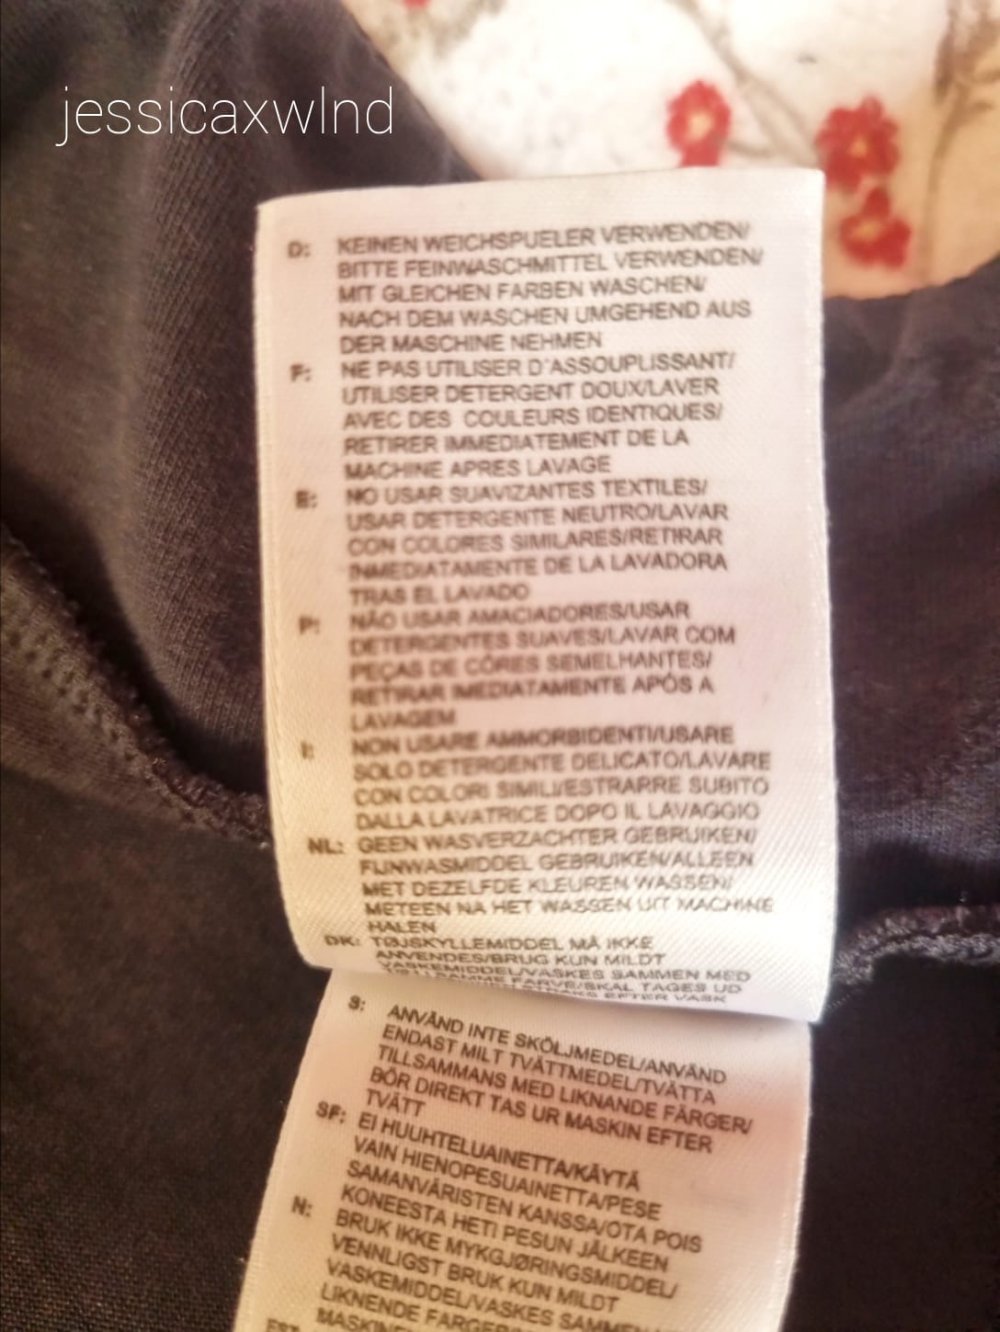 jessicaxwlnd
D: KEINEN WEICHSPUELER VERWENDEN/
BITTE FEINWASCHMITTEL VERWENDEN/
MIT GLEICHEN FARBEN WASCHEN/
NACH DEM WASCHEN UMGEHEND AUS
DER MASCHINE NEHMEN
F: NE PAS UTILISER D'ASSOUPLISSANT/
UTILISER DETERGENT DOUX/LAVER
AVEC DES COULEURS IDENTIQUES/
RETIRER IMMEDIATEMENT DE LA
MACHINE APRES LAVAGE
E: NO USAR SUAVIZANTES TEXTILES/
USAR DETERGENTE NEUTRO/LAVAR
CON COLORES SIMILARES/RETIRAR
INMEDIATAMENTE DE LA LAVADORA
TRAS EL LAVADO
P: NÃO USAR AMACIADORES/USAR
DETERGENTES SUAVES/LAVAR COM
PEÇAS DE CÔRES SEMELHANTES/
RETIRAR IMEDIATAMENTE APÓS A
LAVAGEM
I: NON USARE AMMORBIDENTI/USARE
SOLO DETERGENTE DELICATO/LAVARE
CON COLORI SIMILI/ESTRARRE SUBITO
DALLA LAVATRICE DOPO IL LAVAGGIO
NL: GEEN WASVERZACHTER GEBRUIKEN/
FIJNWASMIDDEL GEBRUIKEN/ALLEEN
MET DEZELFDE KLEUREN WASSEN/
METEEN NA HET WASSEN UIT MACHINE
HALEN
DK: TØJSKYLLEMIDDEL MÅ IKKE
ANVENDES/BRUG KUN MILDT
VASKEMIDDEL/VASKES SAMMEN MED
SAMME FARVE/SKAL TAGES UD
EFTER VASK
S: ANVÄND INTE SKÖLJMEDEL/ANVÄND
ENDAST MILT TVÄTTMEDEL/TVÄTTA
TILLSAMMANS MED LIKNANDE FÄRGER/
BÖR DIREKT TAS UR MASKIN EFTER
TVÄTT
SF: EI HUUHTELUAINETTA/KÄYTÄ
VAIN HIENOPESUAINETTA/PESE
SAMANVÄRISTEN KANSSA/OTA POIS
KONEESTA HETI PESUN JÄLKEEN
N: BRUK IKKE MYKGJØRINGSMIDDEL/
VENNLIGST BRUK KUN MILDT
VASKEMIDDEL/VASKES SAMMEN
LIKNENDE